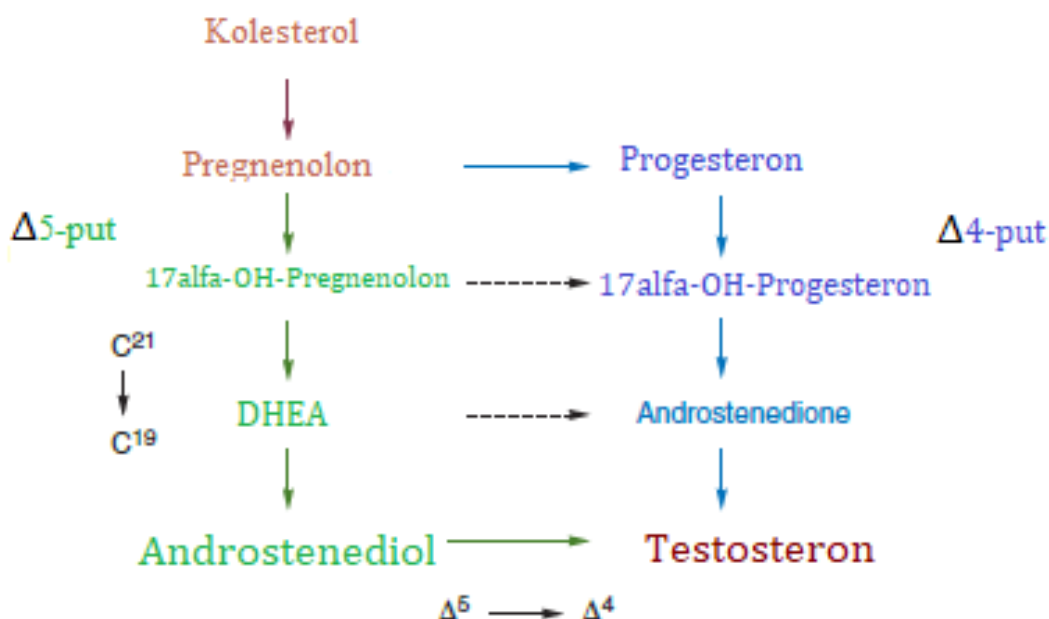 Kolesterol
Pregnenolon
Progesteron
Δ5-put
Δ4-put
17alfa-OH-Pregnenolon
17alfa-OH-Progesteron
C²¹
DHEA
Androstenedione
C¹⁹
Androstenediol
Testosteron
Δ⁵
Δ⁴